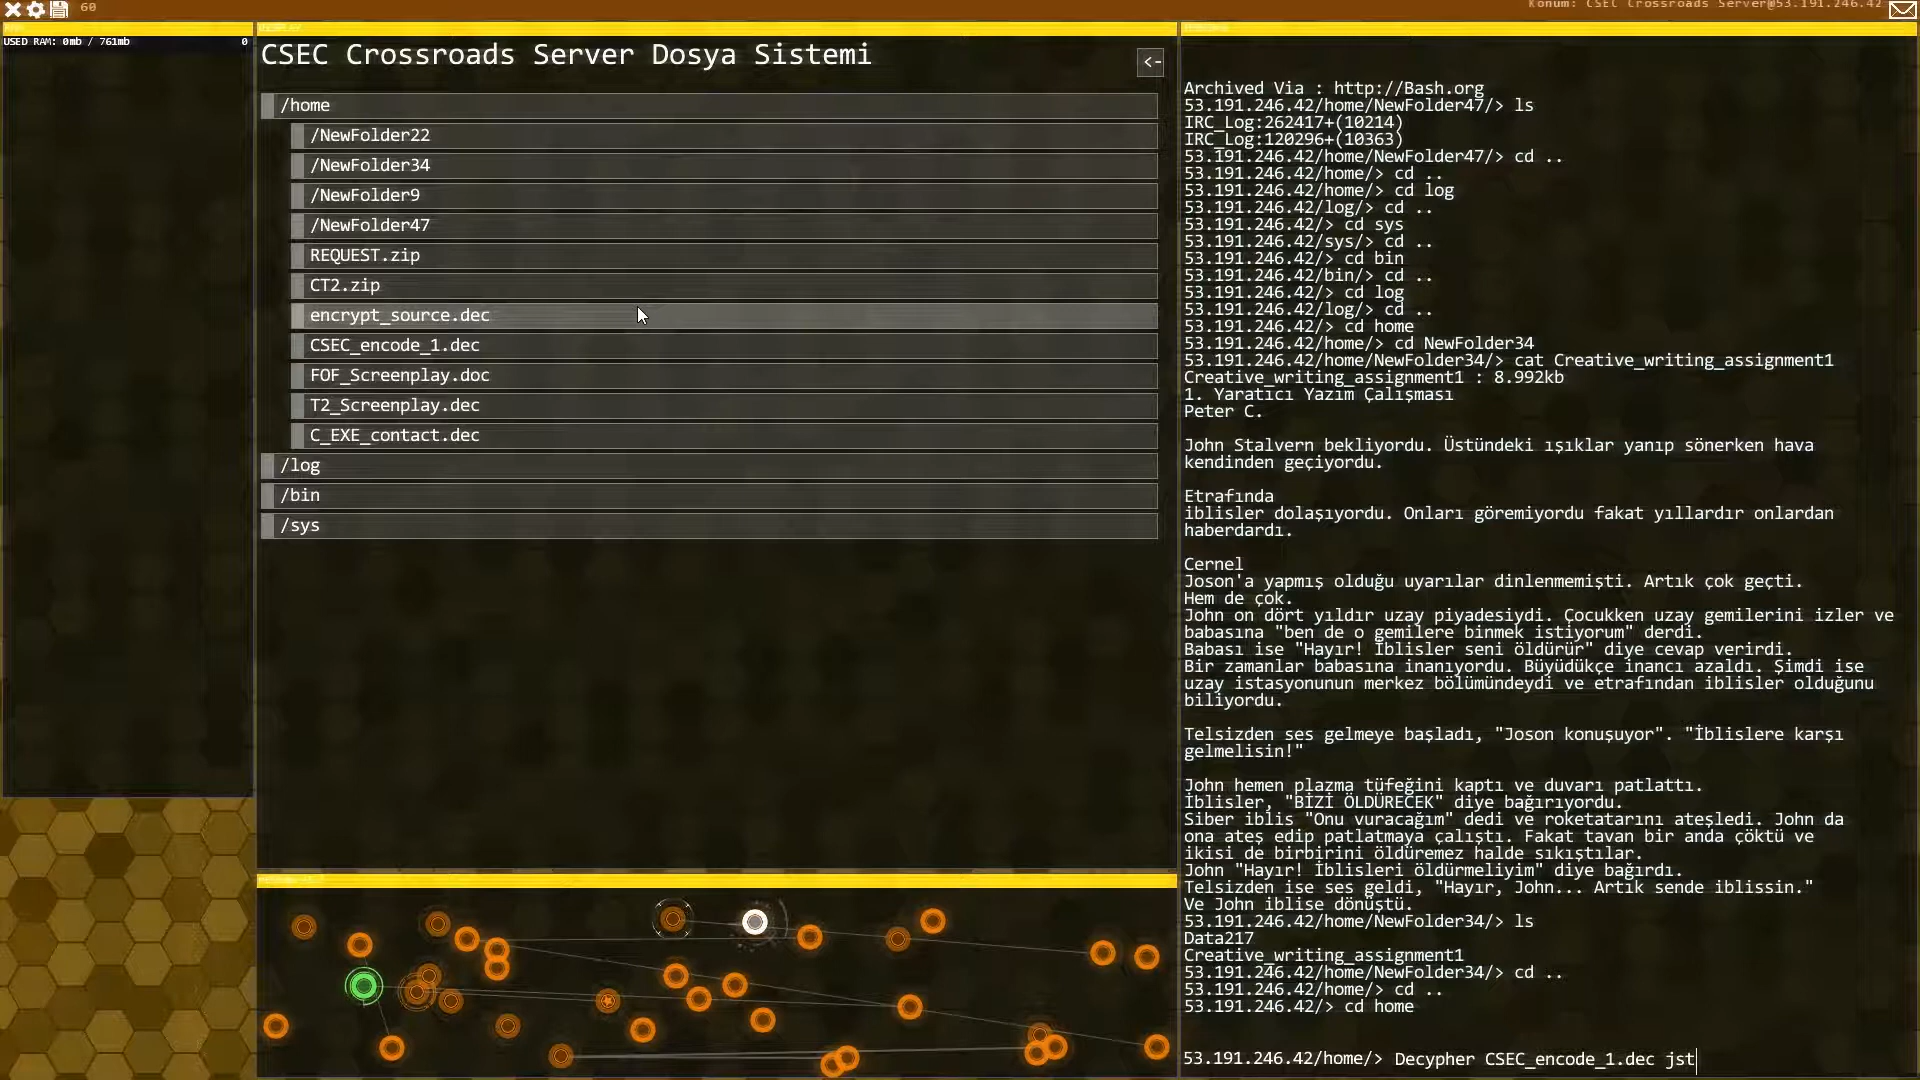 60
Konum: CSEC Crossroads Server@53.191.246.42
USED RAM: 0mb / 761mb
0
CSEC Crossroads Server Dosya Sistemi
<-
/home
/NewFolder22
/NewFolder34
/NewFolder9
/NewFolder47
REQUEST.zip
CT2.zip
encrypt_source.dec
CSEC_encode_1.dec
FOF_Screenplay.doc
T2_Screenplay.dec
C_EXE_contact.dec
/log
/bin
/sys
Archived Via : http://Bash.org
53.191.246.42/home/NewFolder47/> ls
IRC_Log:262417+(10214)
IRC_Log:120296+(10363)
53.191.246.42/home/NewFolder47/> cd ..
53.191.246.42/home/> cd ..
53.191.246.42/home/> cd log
53.191.246.42/log/> cd ..
53.191.246.42/> cd sys
53.191.246.42/sys/> cd ..
53.191.246.42/> cd bin
53.191.246.42/bin/> cd ..
53.191.246.42/> cd log
53.191.246.42/log/> cd ..
53.191.246.42/> cd home
53.191.246.42/home/> cd NewFolder34
53.191.246.42/home/NewFolder34/> cat Creative_writing_assignment1
Creative_writing_assignment1 : 8.992kb
1. Yaratıcı Yazım Çalışması
Peter C.
John Stalvern bekliyordu. Üstündeki ışıklar yanıp sönerken hava
kendinden geçiyordu.
Etrafında
iblisler dolaşıyordu. Onları göremiyordu fakat yıllardır onlardan
haberdardı.
Cernel
Joson'a yapmış olduğu uyarılar dinlenmemişti. Artık çok geçti.
Hem de çok.
John on dört yıldır uzay piyadesiydi. Çocukken uzay gemilerini izler ve
babasına "ben de o gemilere binmek istiyorum" derdi.
Babası ise "Hayır! İblisler seni öldürür" diye cevap verirdi.
Bir zamanlar babasına inanıyordu. Büyüdükçe inancı azaldı. Şimdi ise
uzay istasyonunun merkez bölümündeydi ve etrafından iblisler olduğunu
biliyordu.
Telsizden ses gelmeye başladı, "Joson konuşuyor". "İblislere karşı
gelmelisin!"
John hemen plazma tüfeğini kaptı ve duvarı patlattı.
İblisler, "BİZİ ÖLDÜRECEK" diye bağırıyordu.
Siber iblis "Onu vuracağım" dedi ve roketatarını ateşledi. John da
ona ateş edip patlatmaya çalıştı. Fakat tavan bir anda çöktü ve
ikisi de birbirini öldüremez halde sıkıştılar.
John "Hayır! İblisleri öldürmeliyim" diye bağırdı.
Telsizden ise ses geldi, "Hayır, John... Artık sende iblissin."
Ve John iblise dönüştü.
53.191.246.42/home/NewFolder34/> ls
Data217
Creative_writing_assignment1
53.191.246.42/home/NewFolder34/> cd ..
53.191.246.42/home/> cd ..
53.191.246.42/> cd home
53.191.246.42/home/> Decypher CSEC_encode_1.dec jst